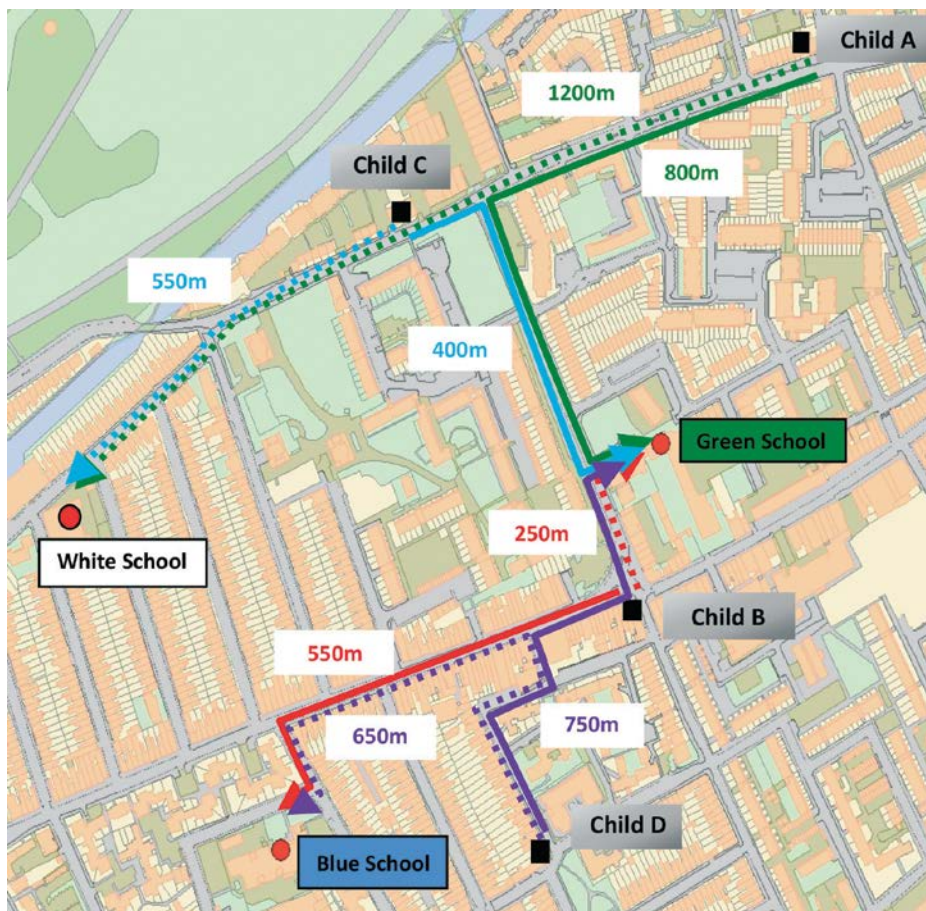 Child A
1200m
Child C
800m
550m
400m
Green School
250m
White School
Child B
550m
650m
750m
Child D
Blue School